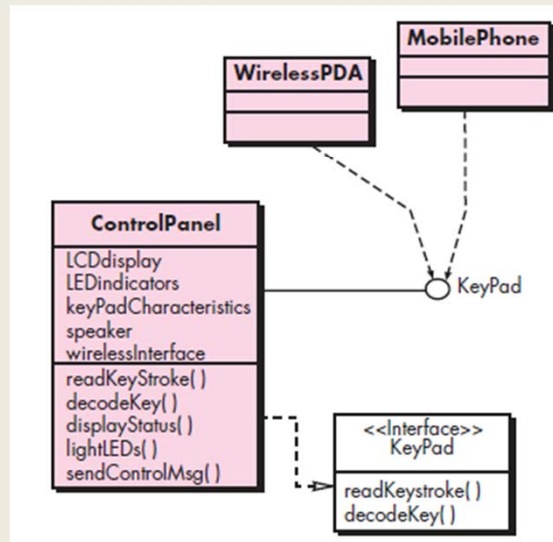 MobilePhone
WirelessPDA
ControlPanel
LCDdisplay
LEDindicators
keyPadCharacteristics
speaker
wirelessInterface
readKeyStroke( )
decodeKey( )
displayStatus( )
lightLEDs( )
sendControlMsg( )
KeyPad
<<Interface>>
KeyPad
readKeystroke( )
decodeKey( )